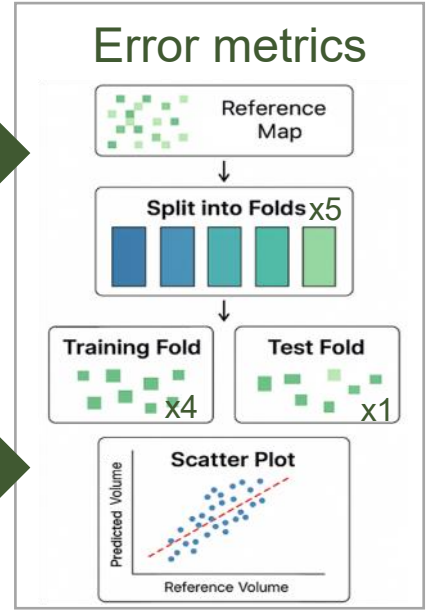 Error metrics
Reference
Map
Split into Folds x5
Training Fold
x4
Test Fold
x1
Scatter Plot
Predicted Volume
Reference Volume